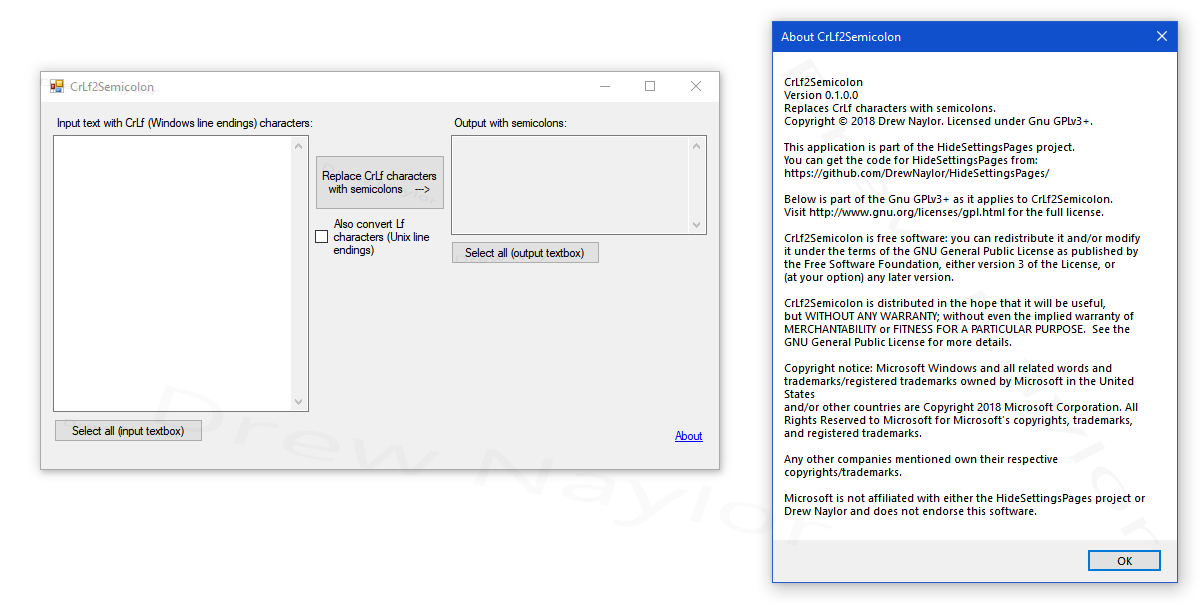 CrLf2Semicolon
Input text with CrLf (Windows line endings) characters:
Output with semicolons:
Replace CrLf characters
with semicolons --->
Also convert Lf
characters (Unix line
endings)
Select all (output textbox)
Select all (input textbox)
About
Drew Naylor
About CrLf2Semicolon
CrLf2Semicolon
Version 0.1.0.0
Replaces CrLf characters with semicolons.
Copyright © 2018 Drew Naylor. Licensed under Gnu GPLv3+.
This application is part of the HideSettingsPages project.
You can get the code for HideSettingsPages from:
https://github.com/DrewNaylor/HideSettingsPages/
Below is part of the Gnu GPLv3+ as it applies to CrLf2Semicolon.
Visit http://www.gnu.org/licenses/gpl.html for the full license.
CrLf2Semicolon is free software: you can redistribute it and/or modify
it under the terms of the GNU General Public License as published by
the Free Software Foundation, either version 3 of the License, or
(at your option) any later version.
CrLf2Semicolon is distributed in the hope that it will be useful,
but WITHOUT ANY WARRANTY; without even the implied warranty of
MERCHANTABILITY or FITNESS FOR A PARTICULAR PURPOSE.  See the
GNU General Public License for more details.
Copyright notice: Microsoft Windows and all related words and
trademarks/registered trademarks owned by Microsoft in the United
States
and/or other countries are Copyright 2018 Microsoft Corporation. All
Rights Reserved to Microsoft for Microsoft's copyrights, trademarks,
and registered trademarks.
Any other companies mentioned own their respective
copyrights/trademarks.
Microsoft is not affiliated with either the HideSettingsPages project or
Drew Naylor and does not endorse this software.
OK